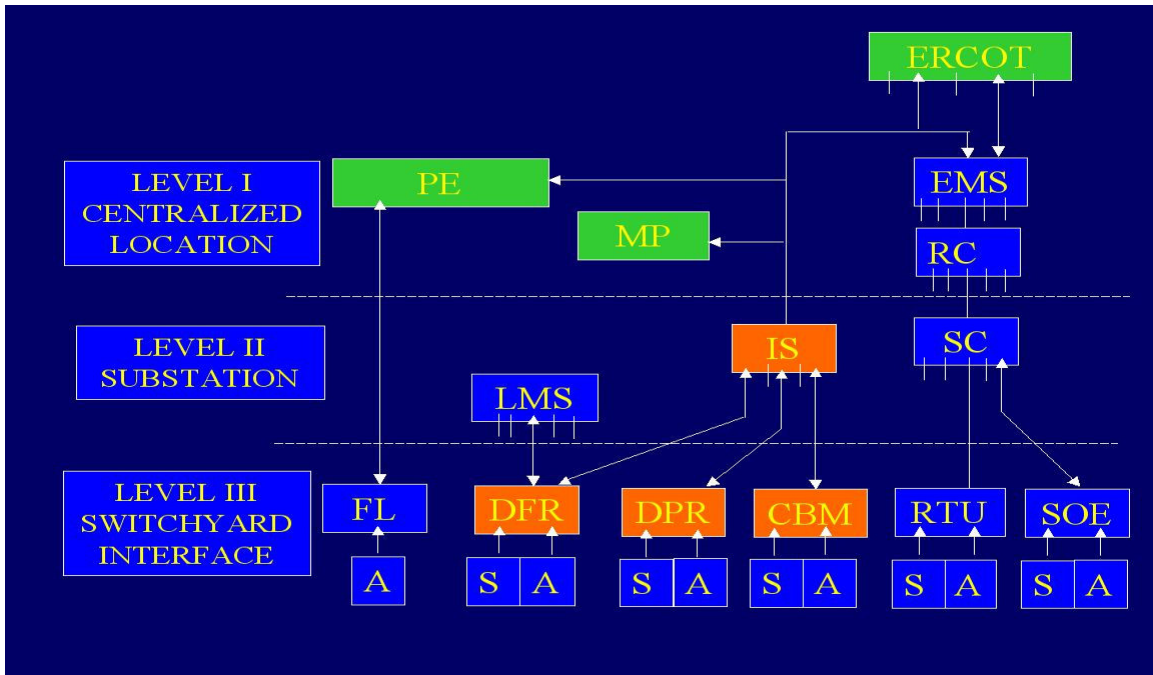 ERCOT
LEVEL I
CENTRALIZED
LOCATION
PE
EMS
MP
RC
LEVEL II
SUBSTATION
IS
SC
LMS
LEVEL III
SWITCHYARD
INTERFACE
FL
DFR
DPR
CBM
RTU
SOE
A
S A
S A
S A
S A
S A